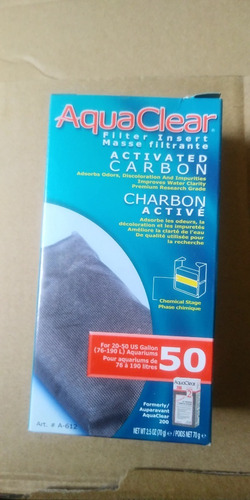 AquaClear
Filter Insert
Masse filtrante
ACTIVATED
CARBON
Adsorbs Odors, Discoloration And Impurities
Improves Water Clarity
Premium Research Grade
CHARBON
ACTIVÉ
Adsorbe les odeurs, la
décoloration et les impuretés
Améliore la clarté de l'eau
De qualité utilisée pour
la recherche
Chemical Stage
Phase chimique
For 20-50 US Gallon
(76-190 L) Aquariums
Pour aquariums de
76 à 190 litres
50
Formerly/
Auparavant
AquaClear
200
AquaClear
Art. # A-612
NET WT 2.5 OZ (70 g) /POIDS NET 70 g